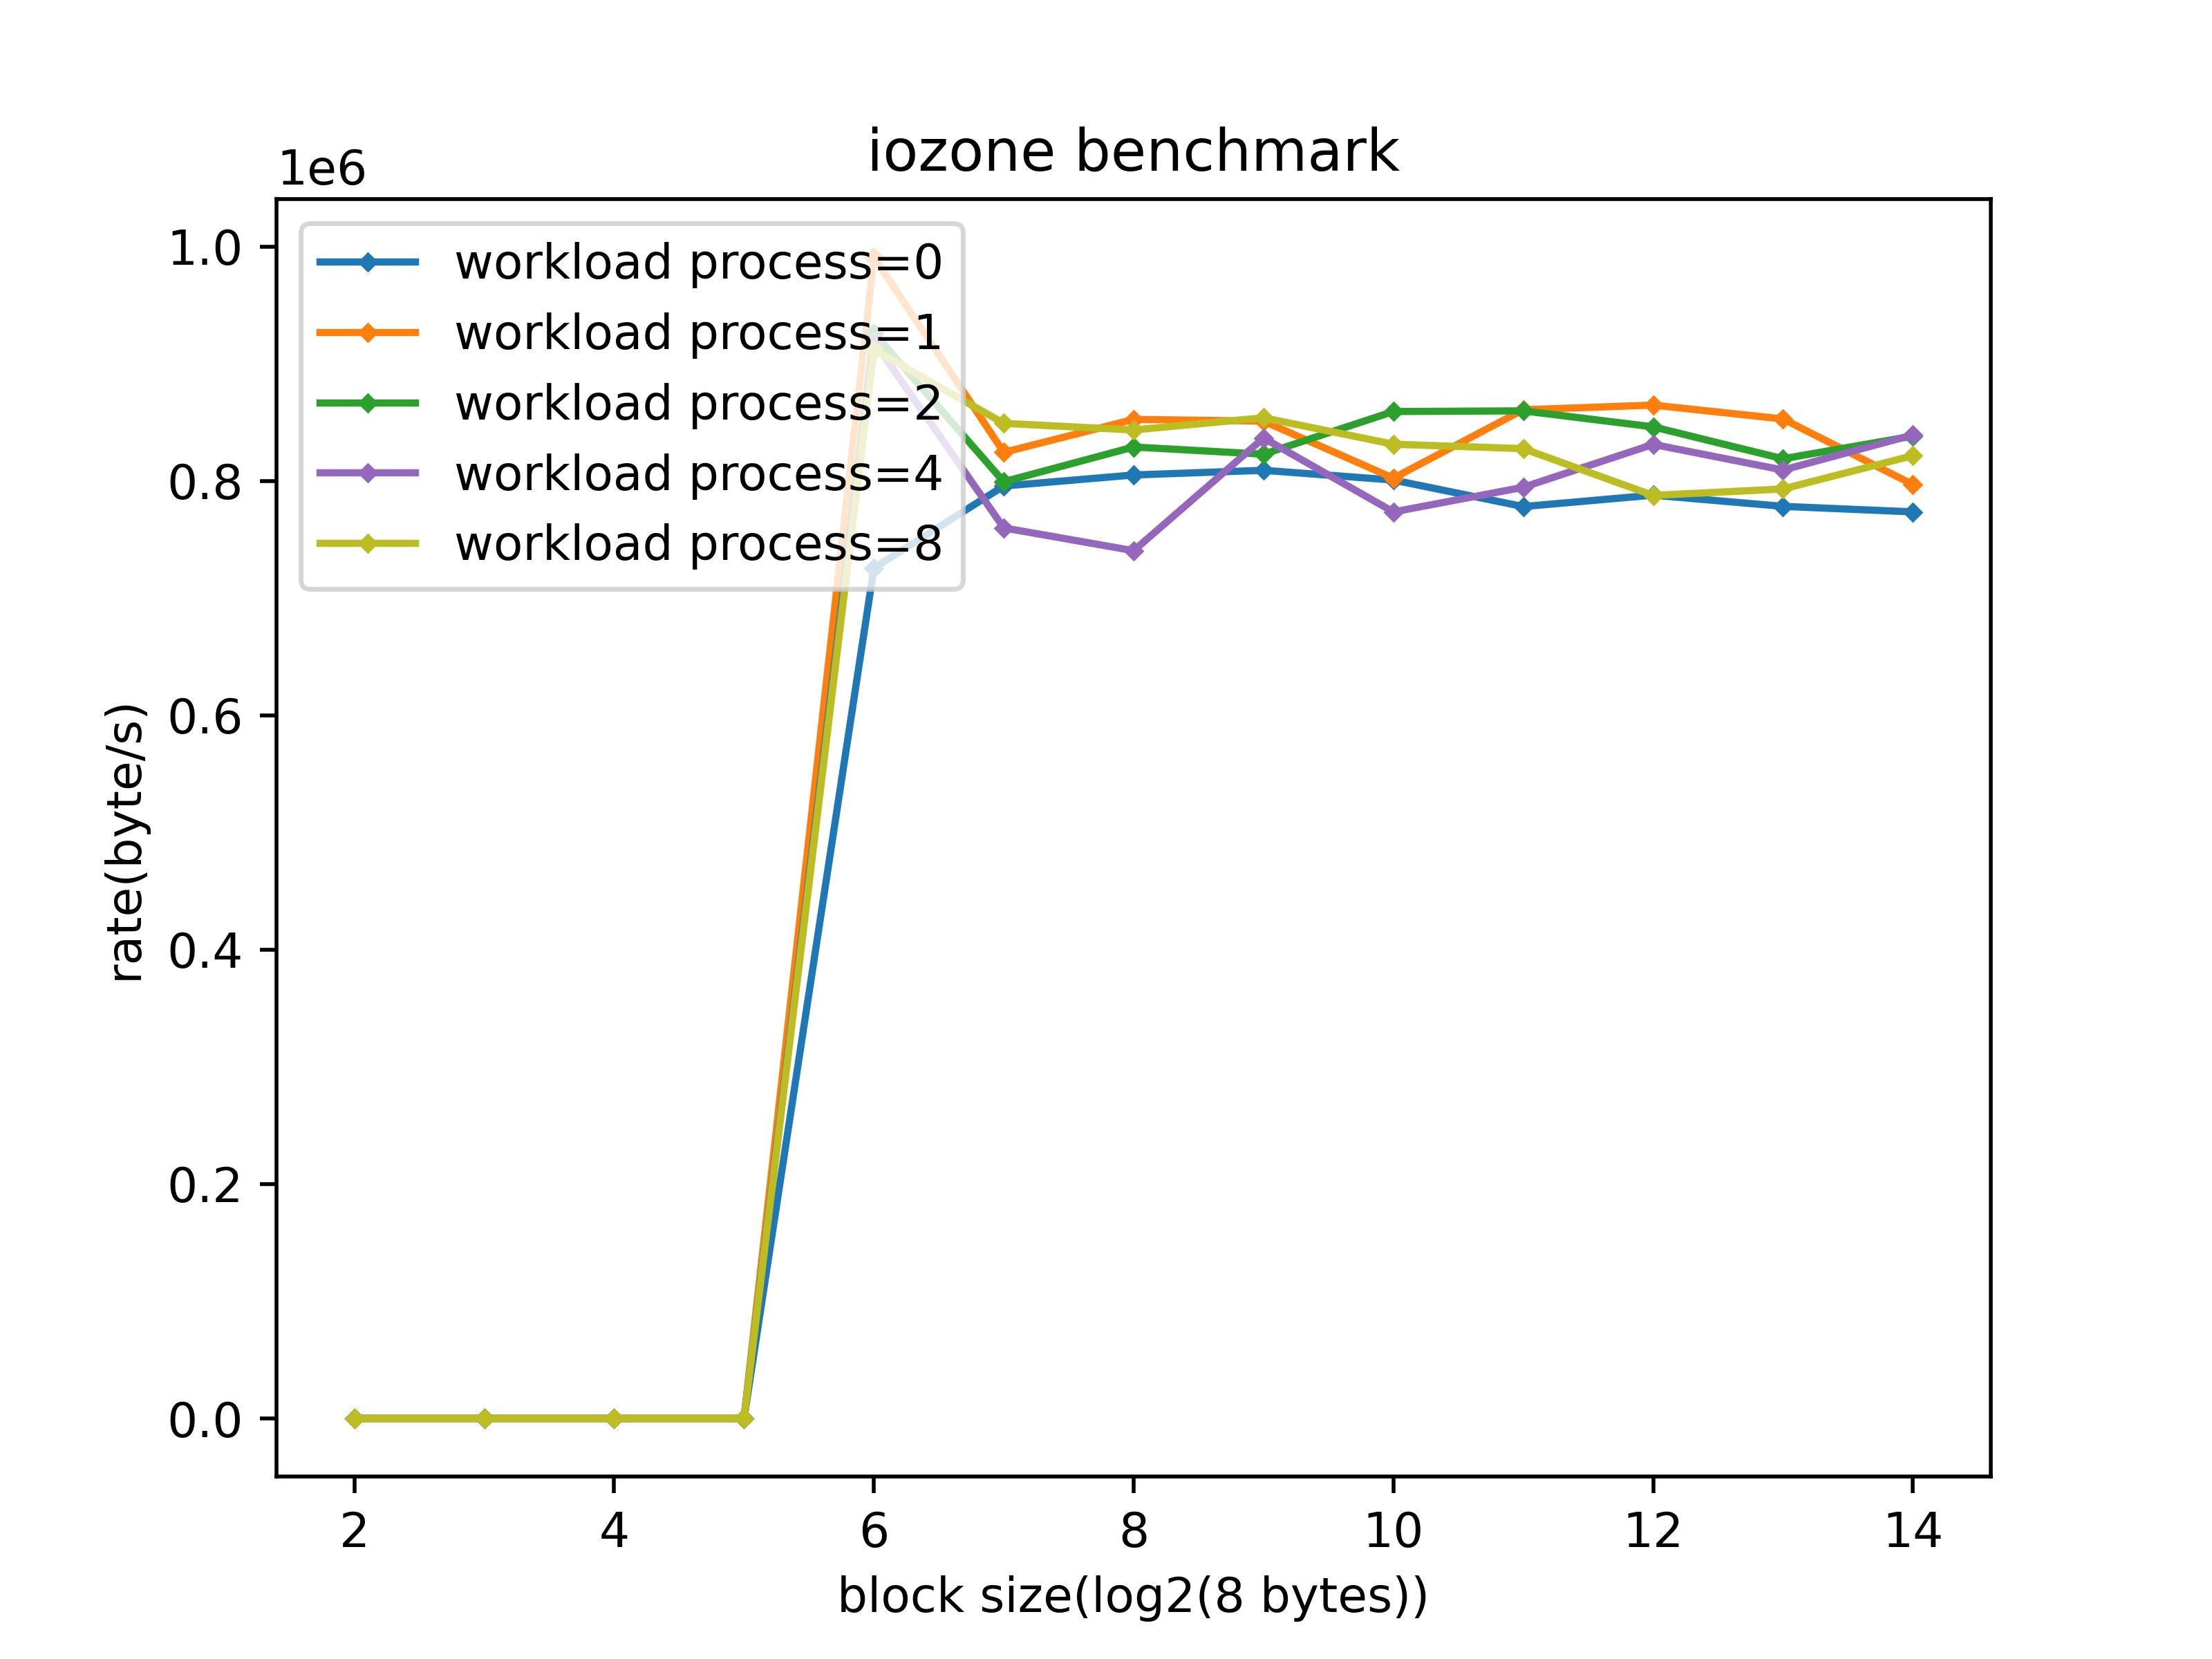 iozone benchmark
1e6
1.0
0.8
0.6
0.4
0.2
0.0
rate(byte/s)
workload process=0
workload process=1
workload process=2
workload process=4
workload process=8
2 4 6 8 10 12 14
block size(log2(8 bytes))